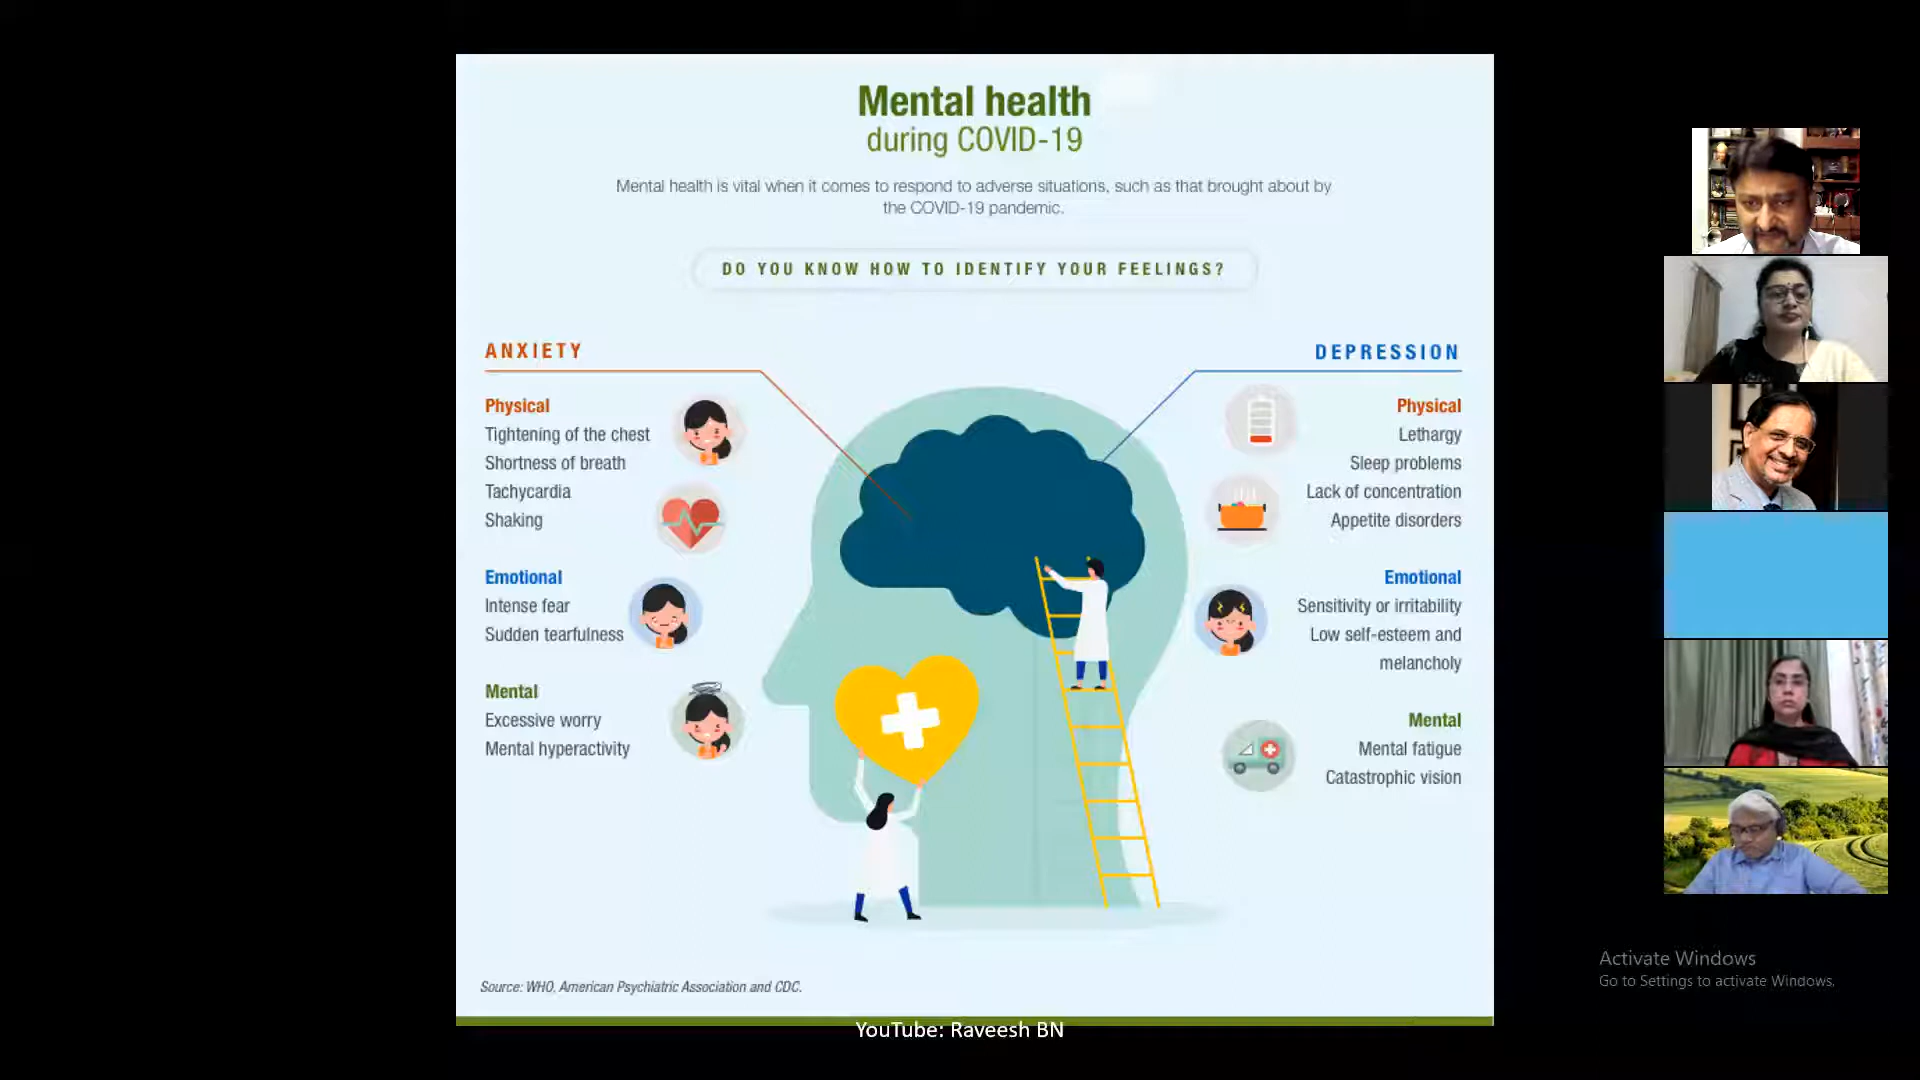 Mental health
during COVID-19
Mental health is vital when it comes to respond to adverse situations, such as that brought about by
the COVID-19 pandemic.
DO YOU KNOW HOW TO IDENTIFY YOUR FEELINGS?
ANXIETY
Physical
Tightening of the chest
Shortness of breath
Tachycardia
Shaking
Emotional
Intense fear
Sudden tearfulness
Mental
Excessive worry
Mental hyperactivity
DEPRESSION
Physical
Lethargy
Sleep problems
Lack of concentration
Appetite disorders
Emotional
Sensitivity or irritability
Low self-esteem and
melancholy
Mental
Mental fatigue
Catastrophic vision
Source: WHO, American Psychiatric Association and CDC.
YouTube: Raveesh BN
Activate Windows
Go to Settings to activate Windows.